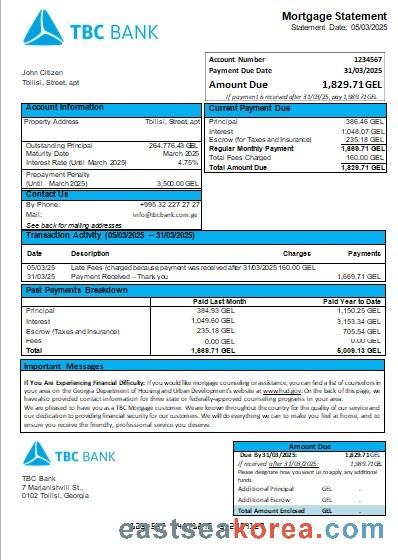 TBC BANK
Mortgage Statement
Statement Date: 05/03/2025
John Citizen
Tbilisi, Street, apt
Account Number 1234567
Payment Due Date 31/03/2025
Amount Due 1,829.71GEL
If payment is received after 31/03/25, pay 1,989.71GEL
Account Information
Property Address Tbilisi, Street, apt
Outstanding Principal 264,776.43 GEL
Maturity Date March 2025
Interest Rate (Until March 2025) 4.75%
Prepayment Penalty
(Until March 2025) 3,500.00 GEL
Contact Us
By Phone: +995 32 227 27 27
Mail: info@tbcbank.com.ge
See back for mailing addresses
Current Payment Due
Principal 386.46 GEL
Interest 1,048.07 GEL
Escrow (for Taxes and Insurance) 235.18 GEL
Regular Monthly Payment 1,669.71 GEL
Total Fees Charged 160.00 GEL
Total Amount Due 1,829.71 GEL
Transaction Activity (05/03/2025 – 31/03/2025)
Date Description Charges Payments
05/03/25 Late Fees (charged because payment was received after 31/03/2025 160.00 GEL
31/03/25 Payment Received – Thank you 1,669.71 GEL
Past Payments Breakdown
Paid Last Month Paid Year to Date
Principal 384.93 GEL 1,150.25 GEL
Interest 1,049.60 GEL 3,153.34 GEL
Escrow (Taxes and Insurance) 235.18 GEL 705.54 GEL
Fees 0.00 GEL 0.00 GEL
Total 1,669.71 GEL 5,009.13 GEL
Important Messages
If You Are Experiencing Financial Difficulty: If you would like mortgage counseling or assistance, you can find a list of counselors in
your area on the Georgia Department of Housing and Urban Development's website at www.hud.gov. On the back of this page, we
have also provided contact information for three state or federally-approved counseling programs in your area.
We are pleased to have you as a TBC Mortgage customer. We are known throughout the country for the quality of our service and
our dedication to providing financial security for our customers. We will do everything we can to make you feel at home, and to
ensure you receive the friendly, professional service you deserve.
TBC BANK
TBC Bank
7 Marjanishvili St.,
0102 Tbilisi, Georgia
Amount Due
Due By 31/03/2025: 1,829.71GEL
If received after 31/03/2025: 1,989.71GEL
Please designate how you want us to apply any additional
funds.
Additional Principal GEL .
Additional Escrow GEL .
Total Amount Enclosed GEL .
eastseakorea.com